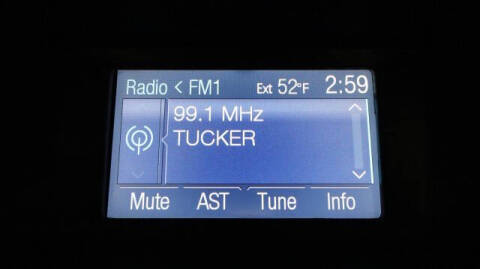 Radio < FM1 Ext 52°F 2:59
99.1 MHz
TUCKER
Mute AST Tune Info